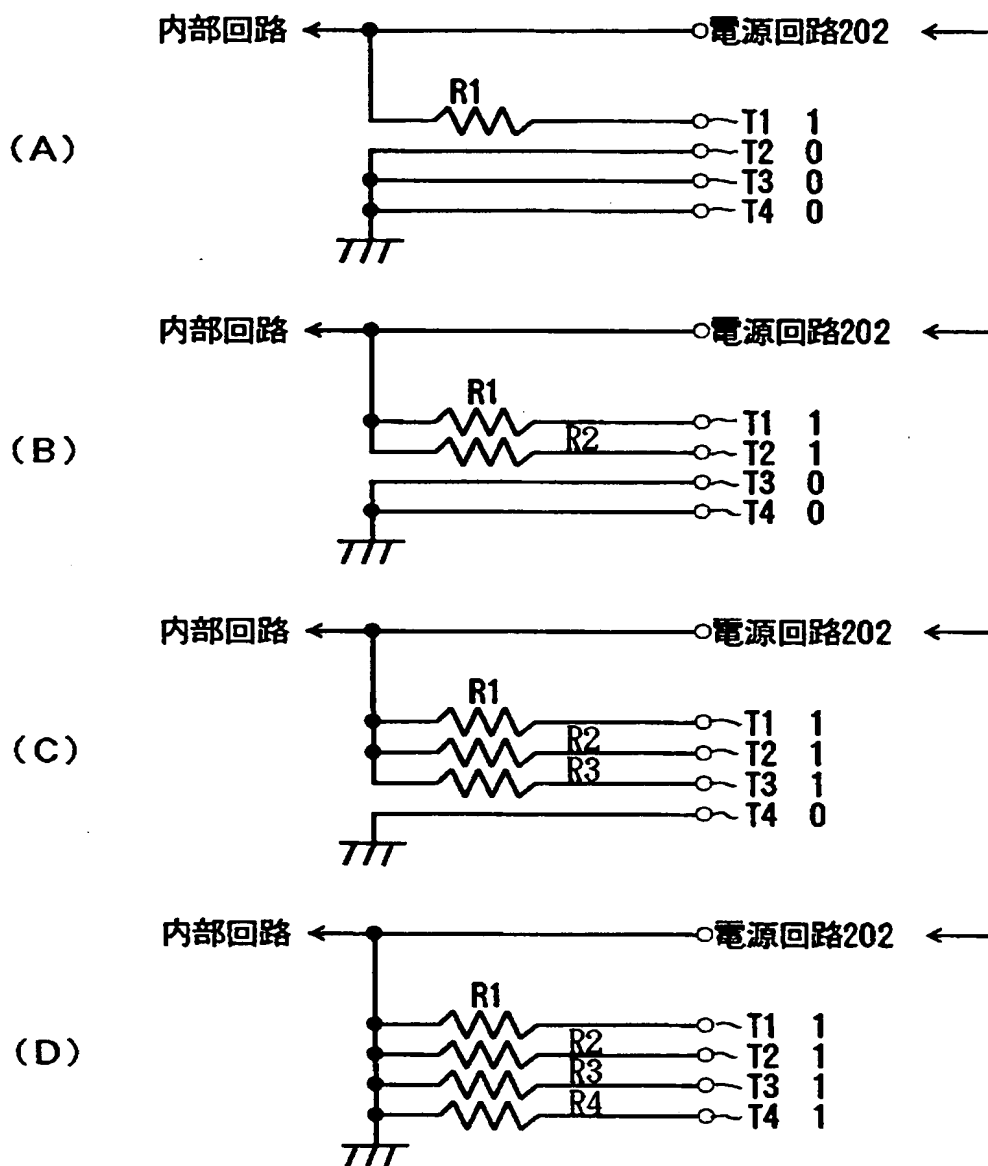 内部回路 電源回路202
R1
(A)
T1 1
T2 0
T3 0
T4 0
内部回路 電源回路202
R1
R2
(B)
T1 1
T2 1
T3 0
T4 0
内部回路 電源回路202
R1
R2
R3
(C)
T1 1
T2 1
T3 1
T4 0
内部回路 電源回路202
R1
R2
R3
R4
(D)
T1 1
T2 1
T3 1
T4 1